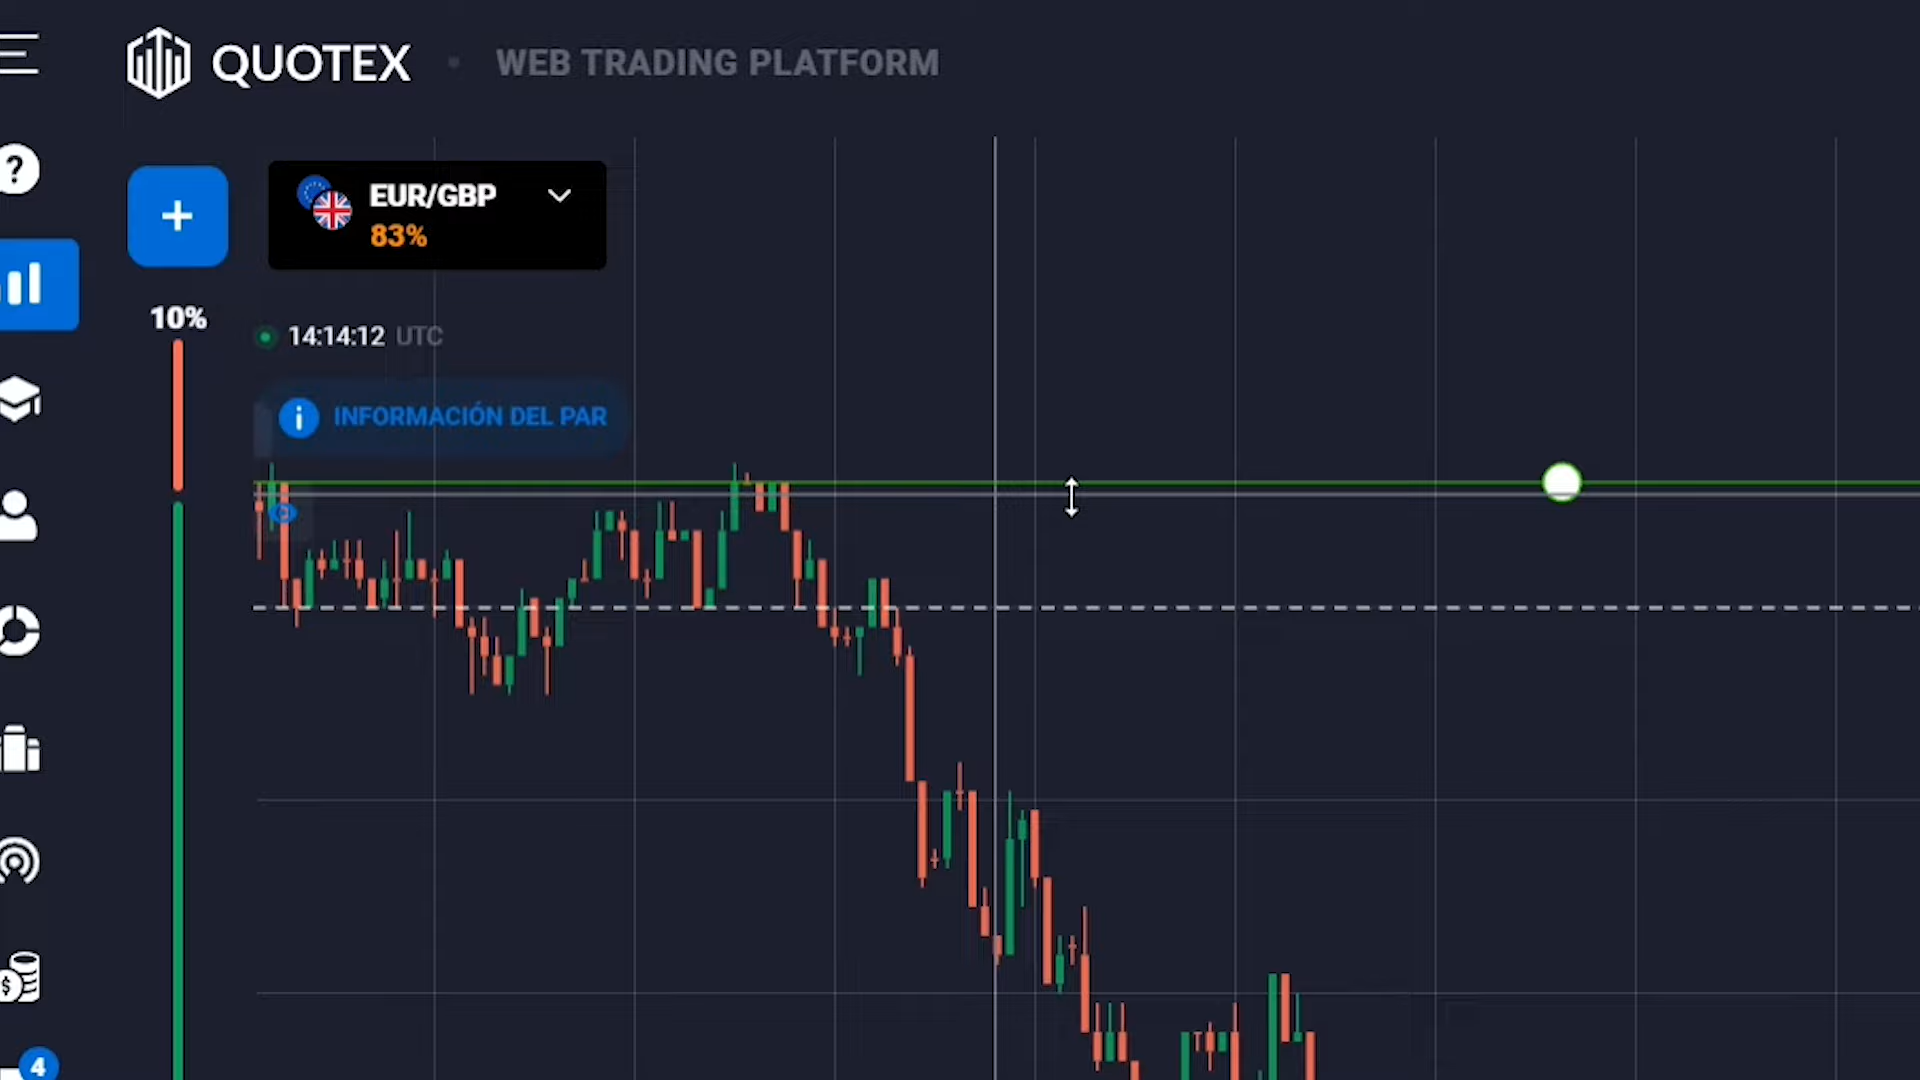 QUOTEX • WEB TRADING PLATFORM
?
+
EUR/GBP
83%
10%
14:14:12 UTC
i INFORMACIÓN DEL PAR
$
4